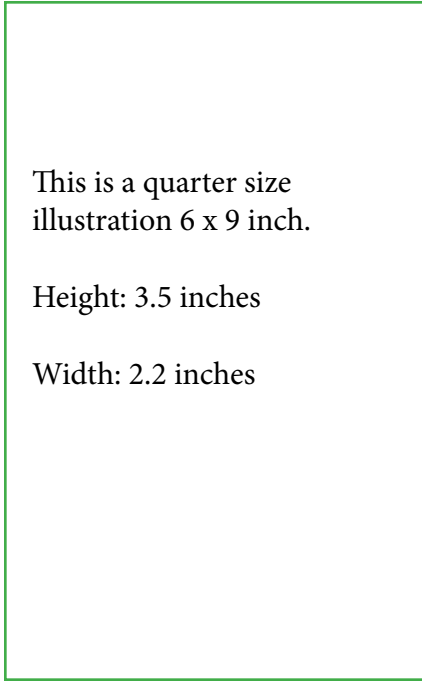 This is a quarter size
illustration 6 x 9 inch.
Height: 3.5 inches
Width: 2.2 inches